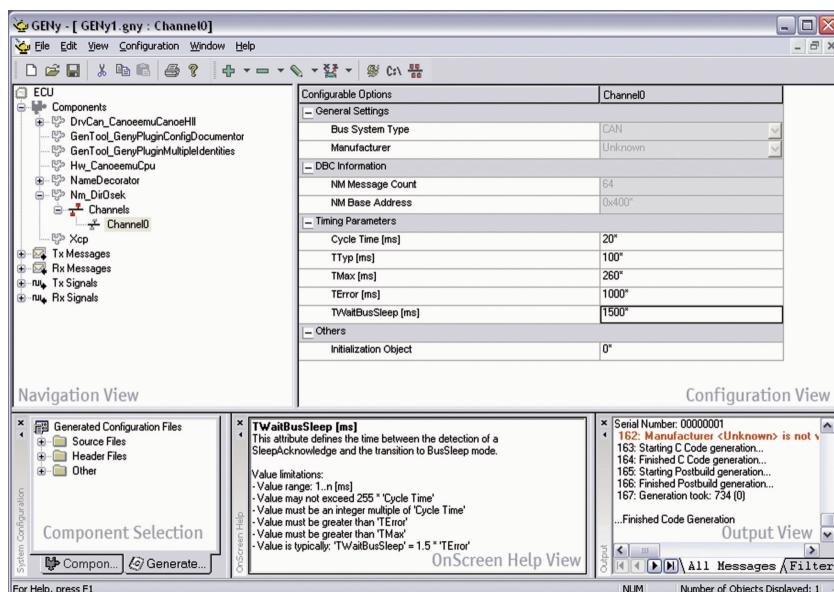 GENy - [ GENy1.gny : Channel0]
File Edit View Configuration Window Help
C:\
ECU
Components
DrvCan_CanoeemuCanoeHll
GenTool_GenyPluginConfigDocumentor
GenTool_GenyPluginMultipleIdentities
Hw_CanoeemuCpu
NameDecorator
Nm_DirOsek
Channels
Channel0
Xcp
Tx Messages
Rx Messages
Tx Signals
Rx Signals
Navigation View
Configurable Options Channel0
General Settings
Bus System Type CAN
Manufacturer Unknown
DBC Information
NM Message Count 64
NM Base Address 0x400*
Timing Parameters
Cycle Time [ms] 20*
TTyp [ms] 100*
TMax [ms] 260*
TError [ms] 1000*
TWaitBusSleep [ms] 1500*
Others
Initialization Object 0*
Configuration View
System Configuration
Generated Configuration Files
Source Files
Header Files
Other
Component Selection
Compon... Generate...
OnScreen Help
TWaitBusSleep [ms]
This attribute defines the time between the detection of a
SleepAcknowledge and the transition to BusSleep mode.
Value limitations:
- Value range: 1..n [ms]
- Value may not exceed 255 * 'Cycle Time'
- Value must be an integer multiple of 'Cycle Time'
- Value must be greater than 'TError'
- Value must be greater than 'TMax'
- Value is typically: 'TWaitBusSleep' = 1.5 * 'TError'
OnScreen Help View
Output
Serial Number: 00000001
162: Manufacturer <Unknown> is not v
163: Starting C Code generation...
164: Finished C Code generation...
165: Starting Postbuild generation...
166: Finished Postbuild generation...
167: Generation took: 734 (0)
...Finished Code Generation
Output View
All Messages Filter
For Help, press F1
NUM Number of Objects Displayed: 1